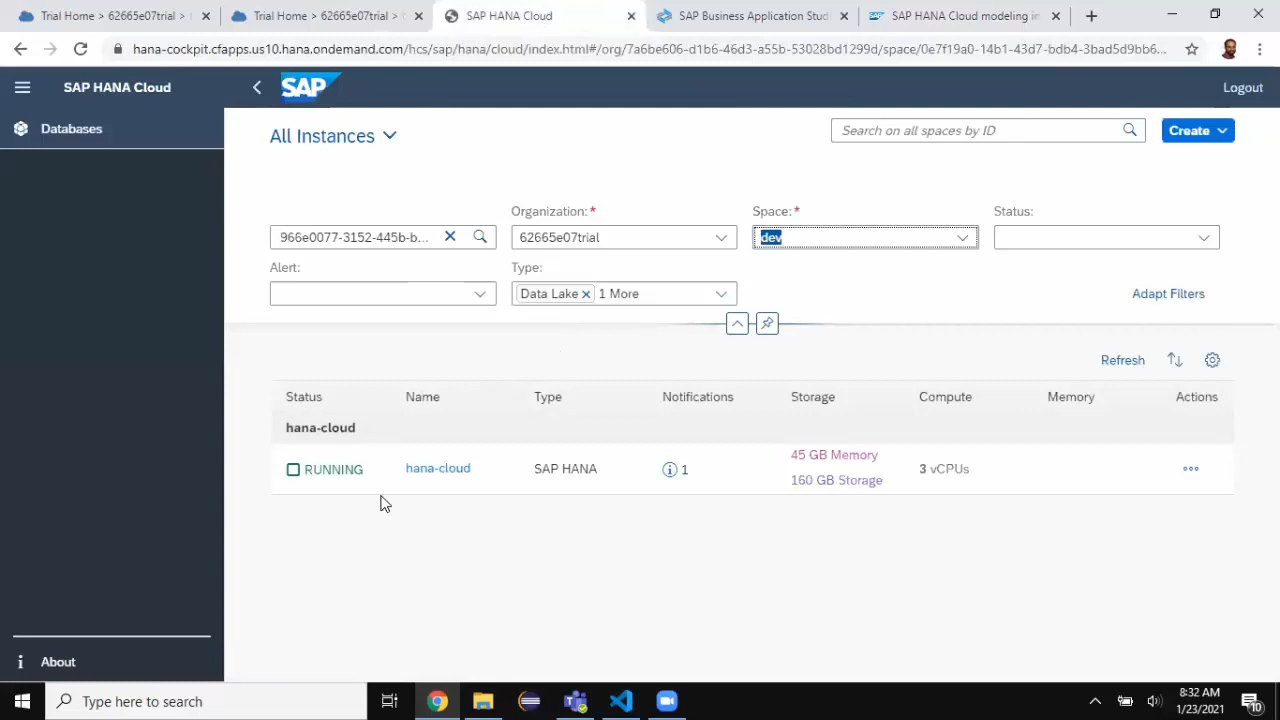 Trial Home > 62665e07trial >
Trial Home > 62665e07trial >
SAP HANA Cloud
SAP Business Application Stud
SAP HANA Cloud modeling in
hana-cockpit.cfapps.us10.hana.ondemand.com/hcs/sap/hana/cloud/index.html#/org/7a6be606-d1b6-46d3-a55b-53028bd1299d/space/0e7f19a0-14b1-43d7-bdb4-3bad5d9bb6...
SAP HANA Cloud
SAP
Logout
Databases
All Instances
Search on all spaces by ID
Create
Organization:*
Space:*
Status:
966e0077-3152-445b-b...
62665e07trial
dev
Alert:
Type:
Data Lake
1 More
Adapt Filters
Refresh
Status
Name
Type
Notifications
Storage
Compute
Memory
Actions
hana-cloud
RUNNING
hana-cloud
SAP HANA
1
45 GB Memory
160 GB Storage
3 vCPUs
About
Type here to search
8:32 AM
1/23/2021
10